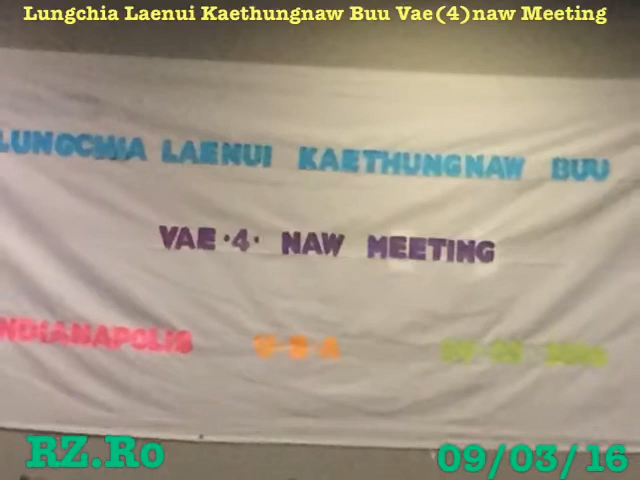 Lungchia Laenui Kaethungnaw Buu Vae(4)naw Meeting
LUNGCHIA LAENUI KAETHUNGNAW BUU
VAE·4· NAW MEETING
NDIANAPOLIS U-S-A
RZ.Ro 09/03/16